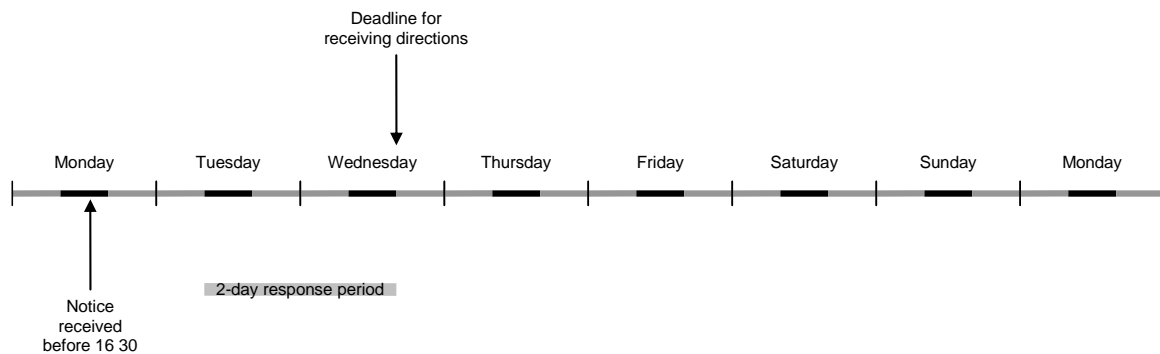 Deadline for
receiving directions
Monday Tuesday Wednesday Thursday Friday Saturday Sunday Monday
2-day response period
Notice
received
before 16 30